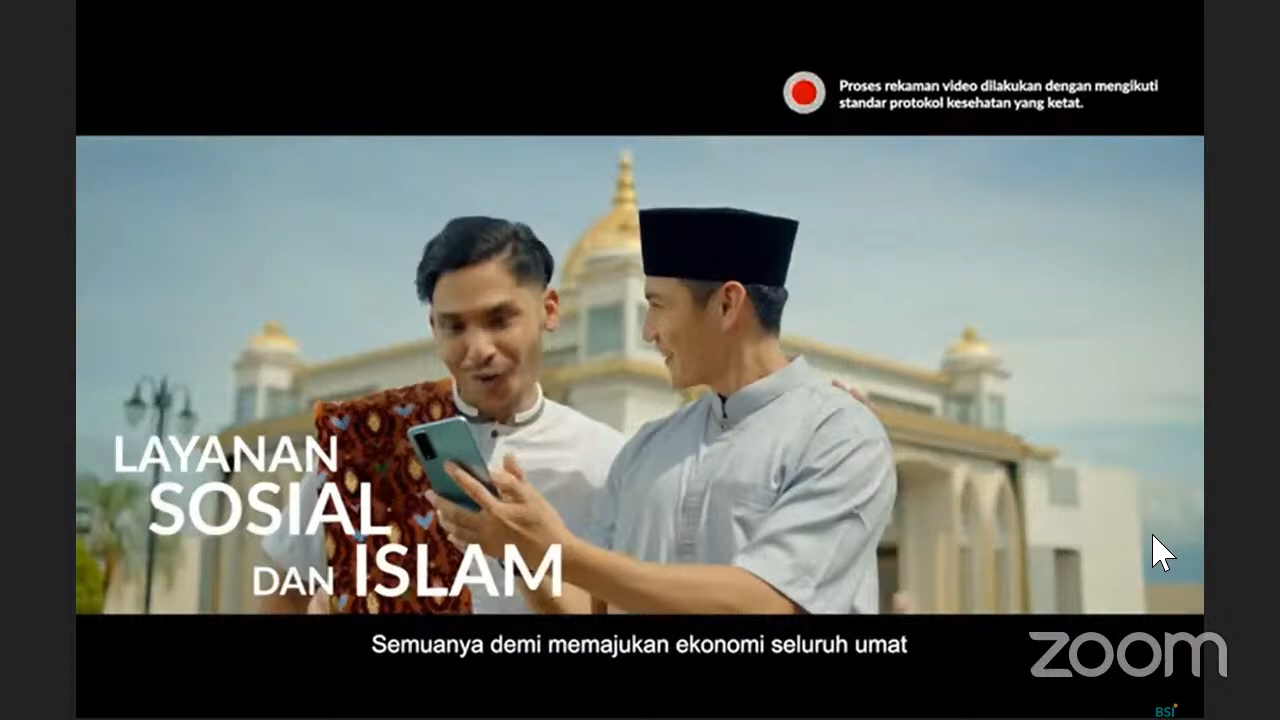 Proses rekaman video dilakukan dengan mengikuti
standar protokol kesehatan yang ketat.
LAYANAN
SOSIAL
DAN ISLAM
Semuanya demi memajukan ekonomi seluruh umat
zoom
BSI